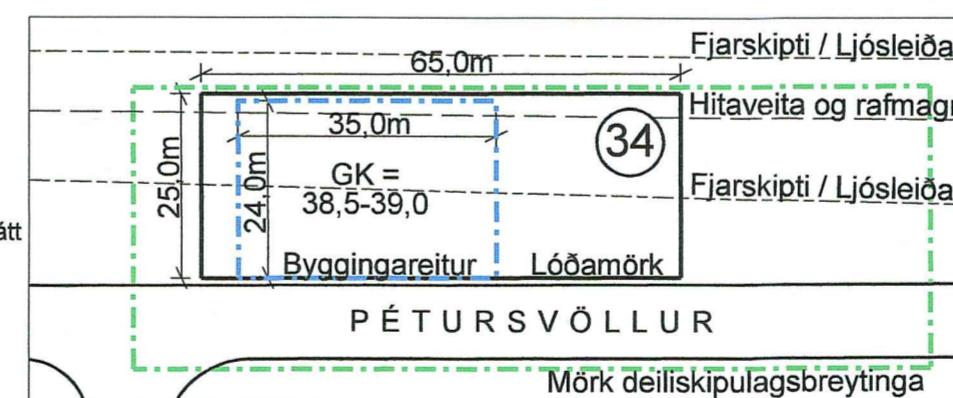 Fjarskipti / Ljósleiða
65,0m
Hitaveita og rafmagn
35,0m
34
25,0m
24,0m
GK =
38,5-39,0
Fjarskipti / Ljósleiða
átt
Byggingareitur
Lóðamörk
PÉTURSVÖLLUR
Mörk deiliskipulagsbreytinga